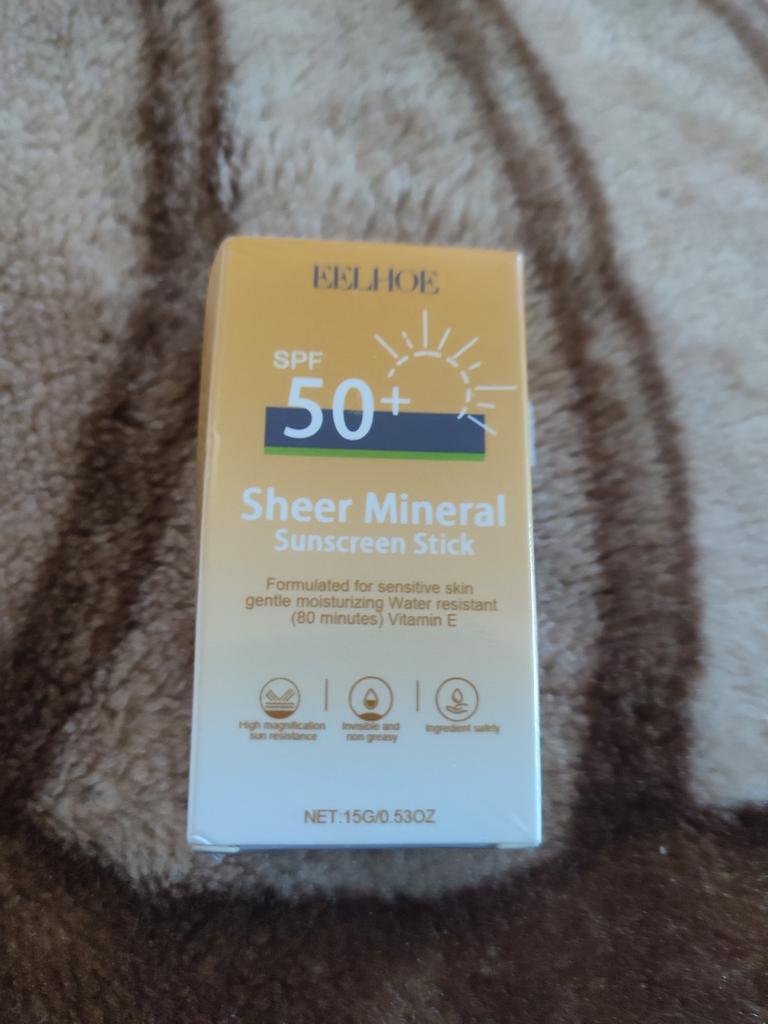 EELHOE
SPF
50+
Sheer Mineral
Sunscreen Stick
Formulated for sensitive skin
gentle moisturizing Water resistant
(80 minutes) Vitamin E
High magnification
sun resistance
Invisible and
non greasy
Ingredient safely
NET:15G/0.53OZ